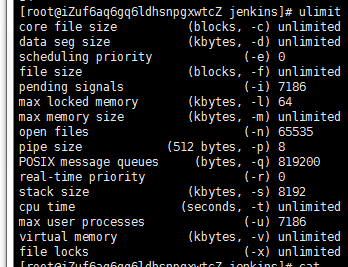 [root@iZuf6aq6gq6ldhsnpgxwtcZ jenkins]# ulimit
core file size (blocks, -c) unlimited
data seg size (kbytes, -d) unlimited
scheduling priority (-e) 0
file size (blocks, -f) unlimited
pending signals (-i) 7186
max locked memory (kbytes, -l) 64
max memory size (kbytes, -m) unlimited
open files (-n) 65535
pipe size (512 bytes, -p) 8
POSIX message queues (bytes, -q) 819200
real-time priority (-r) 0
stack size (kbytes, -s) 8192
cpu time (seconds, -t) unlimited
max user processes (-u) 7186
virtual memory (kbytes, -v) unlimited
file locks (-x) unlimited
[root@iZuf6aq6gq6ldhsnpgxwtcZ jenkins]# cat